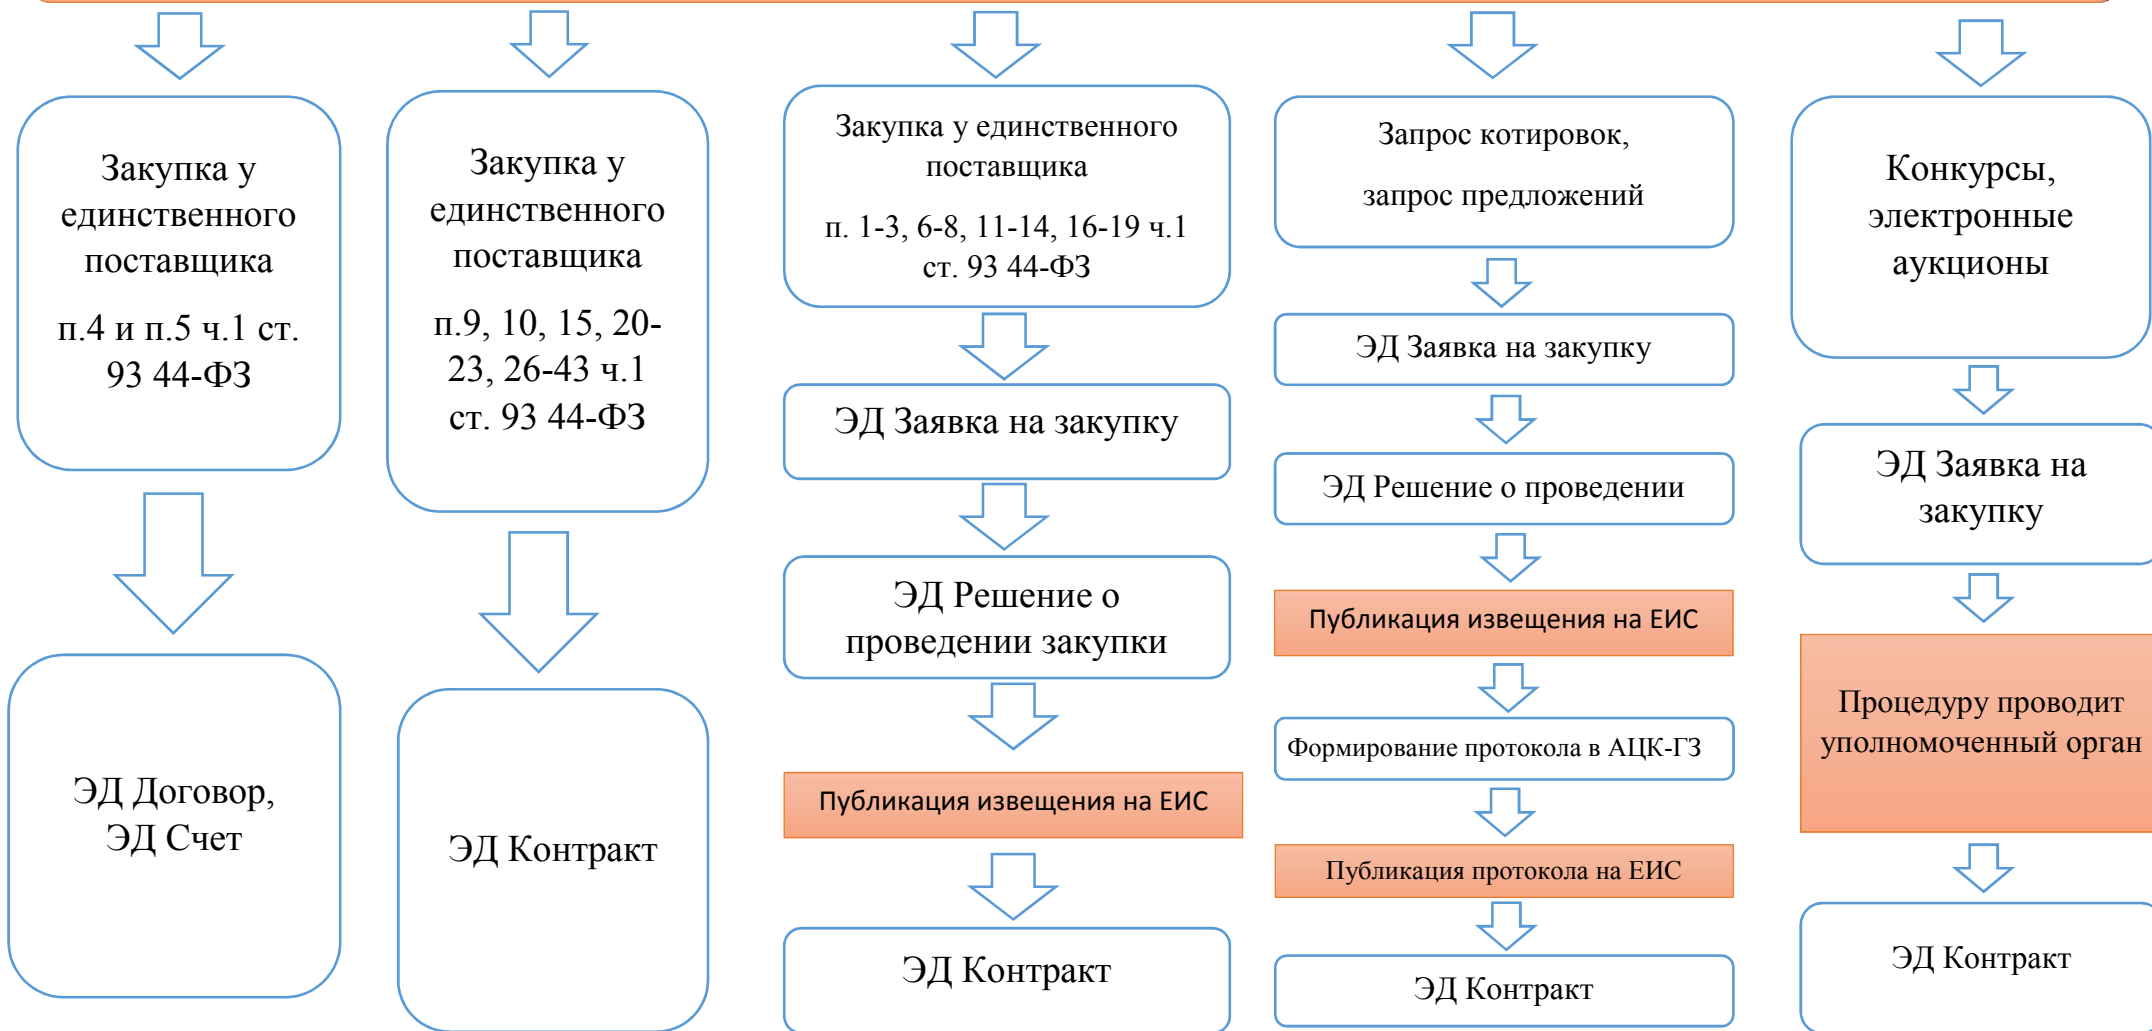 Закупка у
единственного
поставщика
п.4 и п.5 ч.1 ст.
93 44-ФЗ
ЭД Договор,
ЭД Счет
Закупка у
единственного
поставщика
п.9, 10, 15, 20-
23, 26-43 ч.1
ст. 93 44-ФЗ
ЭД Контракт
Закупка у единственного
поставщика
п. 1-3, 6-8, 11-14, 16-19 ч.1
ст. 93 44-ФЗ
ЭД Заявка на закупку
ЭД Решение о
проведении закупки
Публикация извещения на ЕИС
ЭД Контракт
Запрос котировок,
запрос предложений
ЭД Заявка на закупку
ЭД Решение о проведении
Публикация извещения на ЕИС
Формирование протокола в АЦК-ГЗ
Публикация протокола на ЕИС
ЭД Контракт
Конкурсы,
электронные
аукционы
ЭД Заявка на
закупку
Процедуру проводит
уполномоченный орган
ЭД Контракт